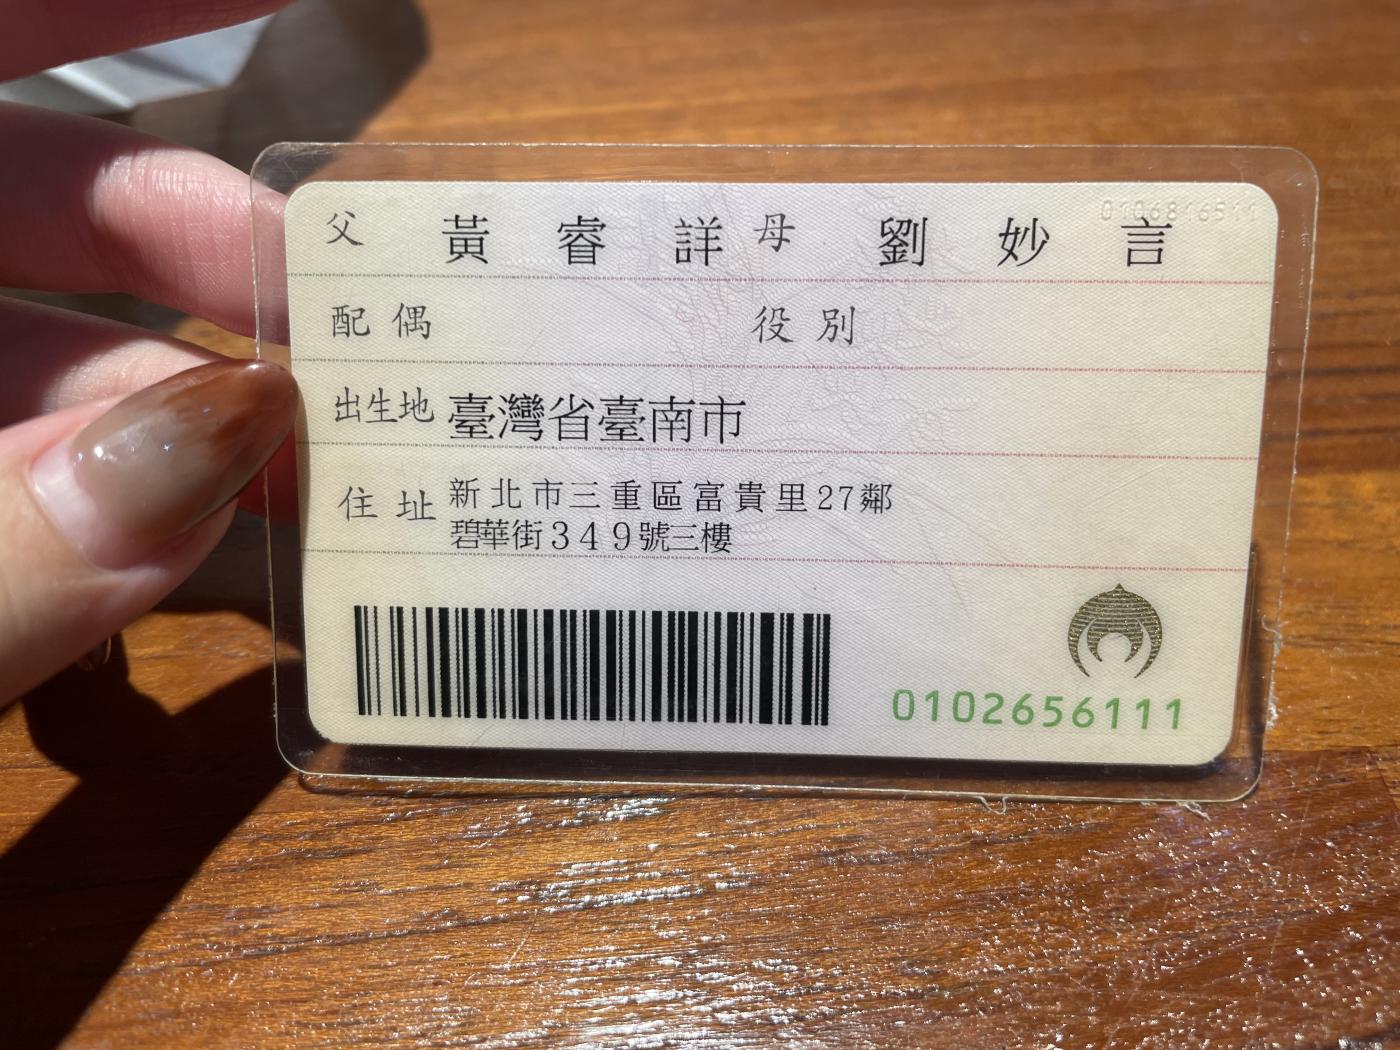 父 黃睿詳 母 劉妙言
配偶 役別
出生地 臺灣省臺南市
住址 新北市三重區富貴里27鄰
碧華街349號三樓
0102656111